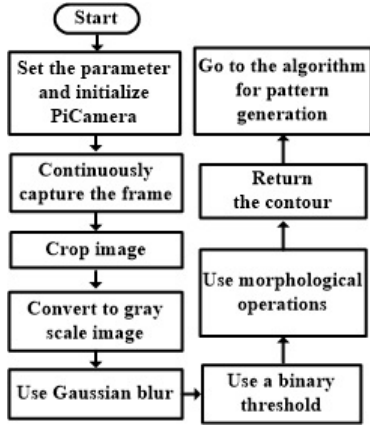 Start
Set the parameter
and initialize
PiCamera
Continuously
capture the frame
Crop image
Convert to gray
scale image
Use Gaussian blur
Use a binary
threshold
Use morphological
operations
Return
the contour
Go to the algorithm
for pattern
generation